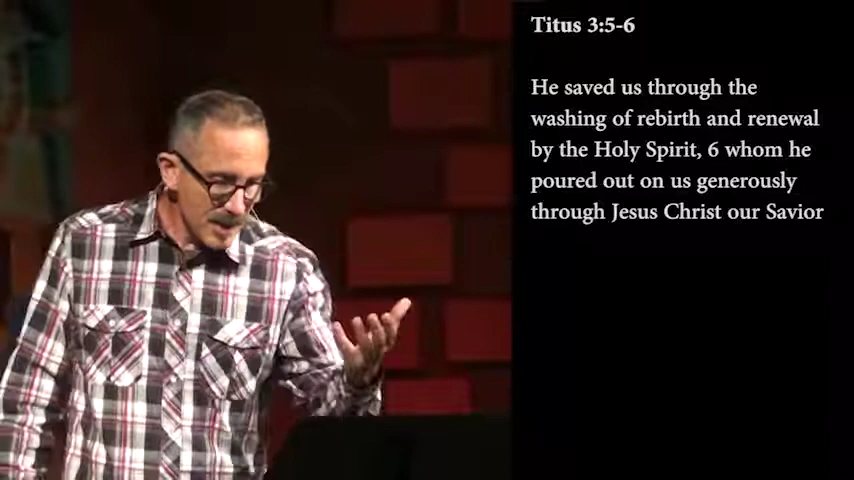 Titus 3:5-6
He saved us through the
washing of rebirth and renewal
by the Holy Spirit, 6 whom he
poured out on us generously
through Jesus Christ our Savior